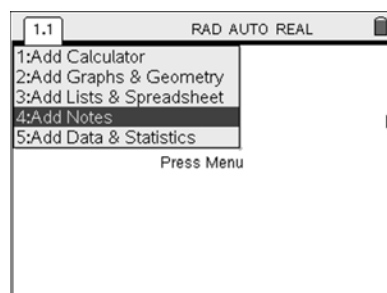 1.1 RAD AUTO REAL
1:Add Calculator
2:Add Graphs & Geometry
3:Add Lists & Spreadsheet
4:Add Notes
5:Add Data & Statistics
Press Menu